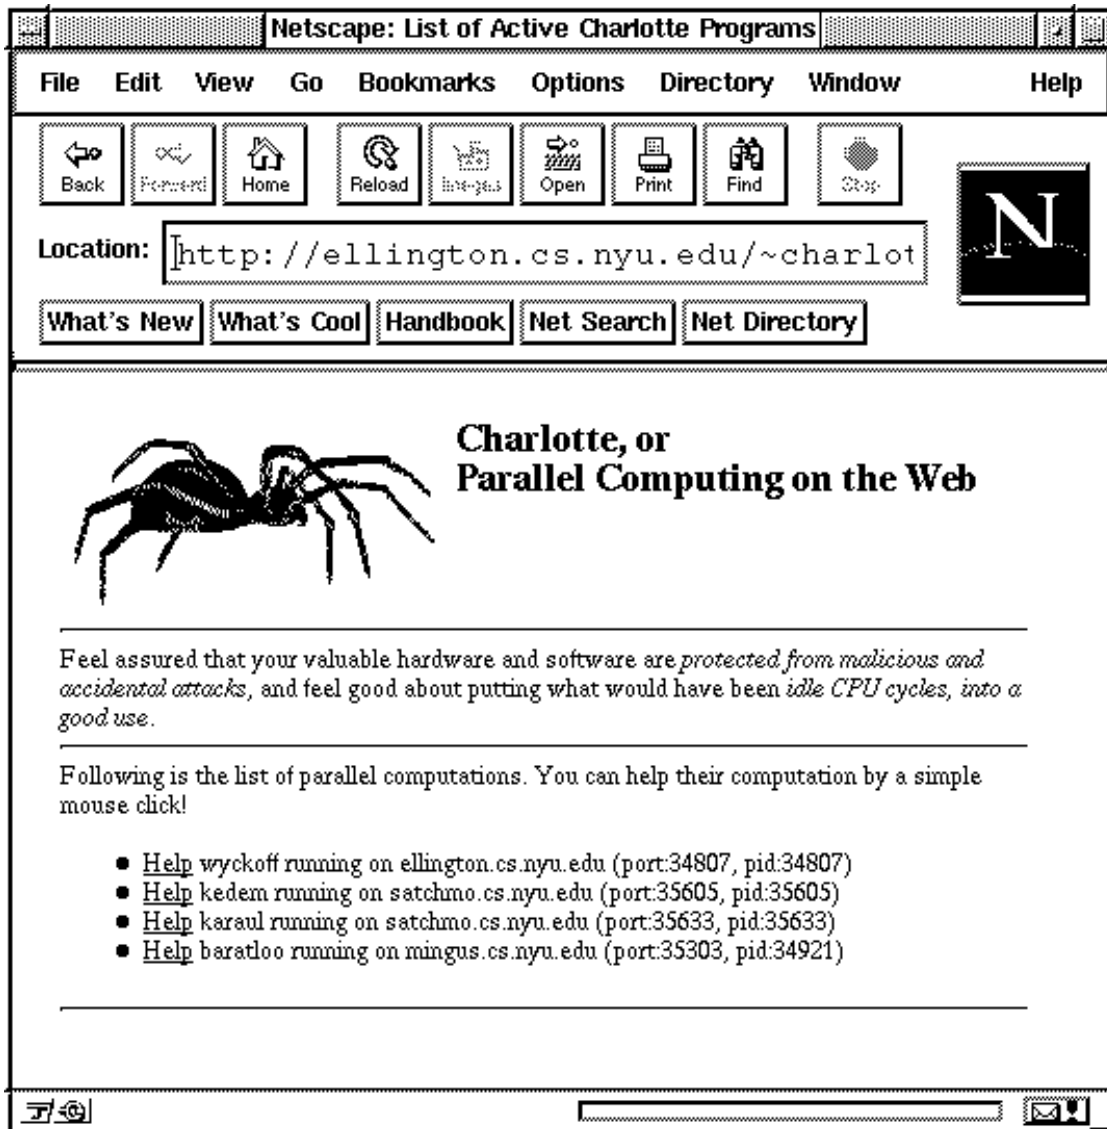 Netscape: List of Active Charlotte Programs
File Edit View Go Bookmarks Options Directory Window Help
Back Forward Home Reload Images Open Print Find Stop
N
Location: http://ellington.cs.nyu.edu/~charlot
What's New What's Cool Handbook Net Search Net Directory
Charlotte, or
Parallel Computing on the Web
Feel assured that your valuable hardware and software are protected from malicious and
accidental attacks, and feel good about putting what would have been idle CPU cycles, into a
good use.
Following is the list of parallel computations. You can help their computation by a simple
mouse click!
● Help wyckoff running on ellington.cs.nyu.edu (port:34807, pid:34807)
● Help kedem running on satchmo.cs.nyu.edu (port:35605, pid:35605)
● Help karaul running on satchmo.cs.nyu.edu (port:35633, pid:35633)
● Help baratloo running on mingus.cs.nyu.edu (port:35303, pid:34921)